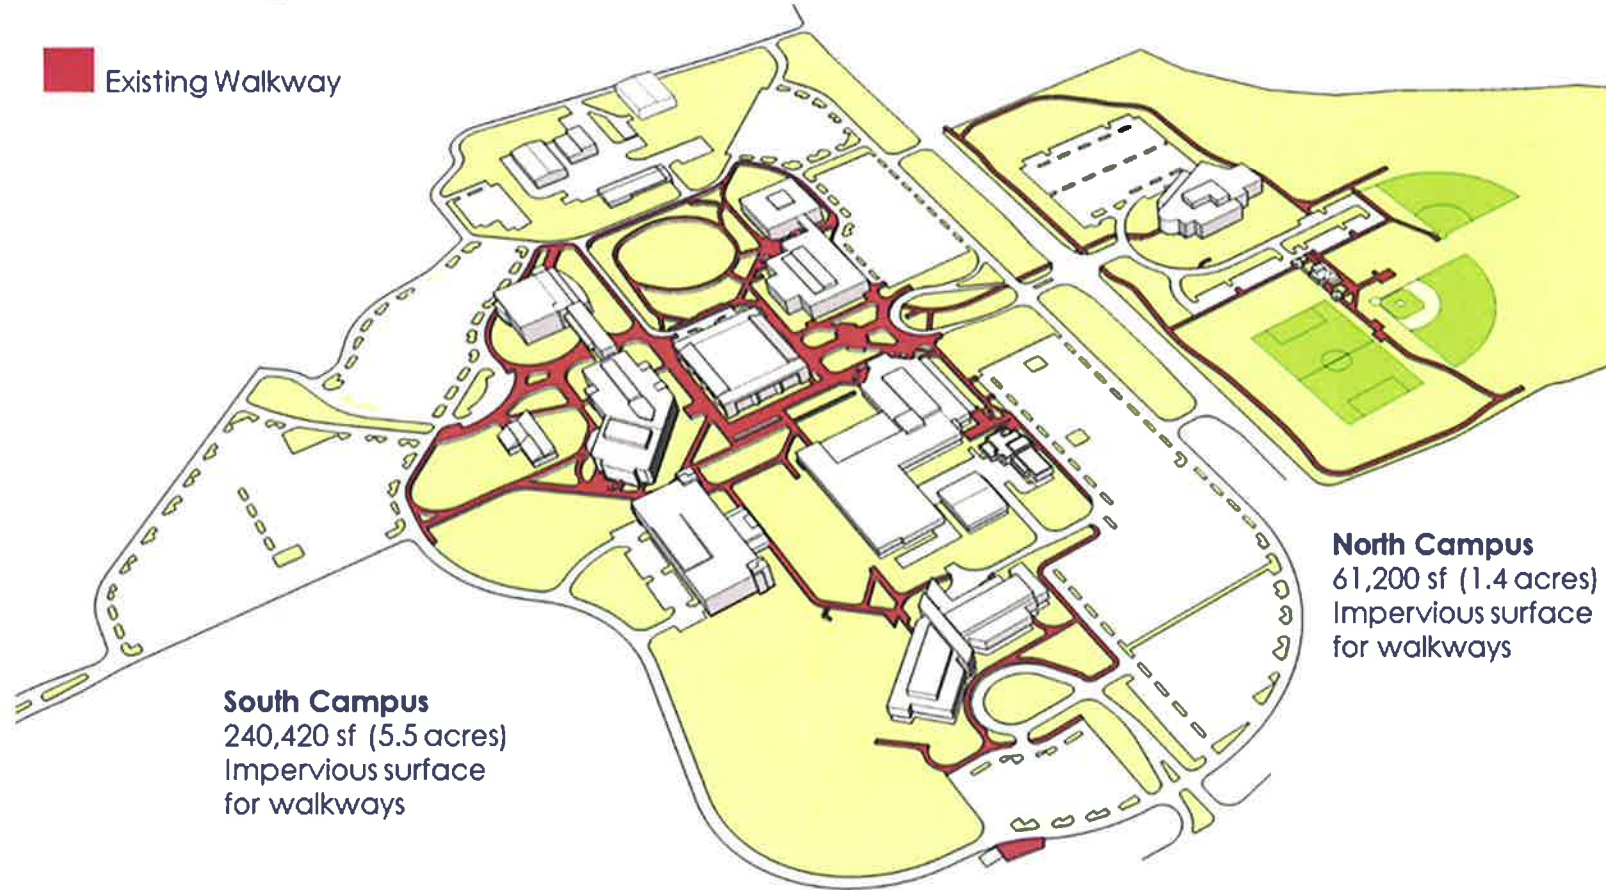 Existing Walkway
North Campus
61,200 sf (1.4 acres)
Impervious surface
for walkways
South Campus
240,420 sf (5.5 acres)
Impervious surface
for walkways